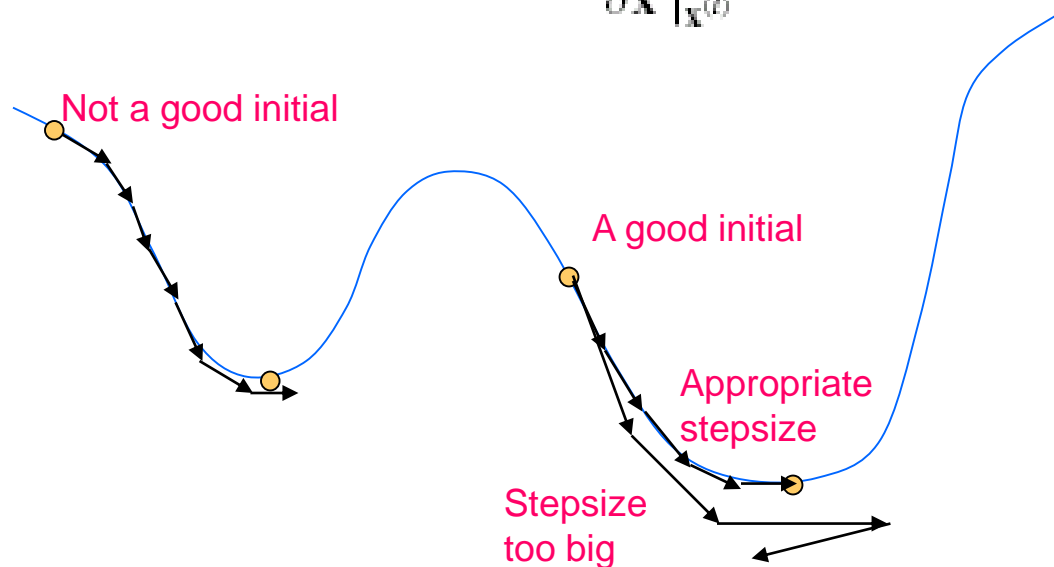 Not a good initial
A good initial
Appropriate
stepsize
Stepsize
too big